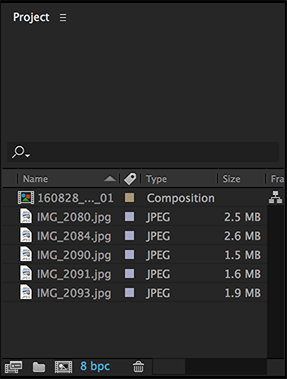 Project
Name Type Size Fra
160828_..._01 Composition
IMG_2080.jpg JPEG 2.5 MB
IMG_2084.jpg JPEG 2.6 MB
IMG_2090.jpg JPEG 1.5 MB
IMG_2091.jpg JPEG 1.6 MB
IMG_2093.jpg JPEG 1.9 MB
8 bpc